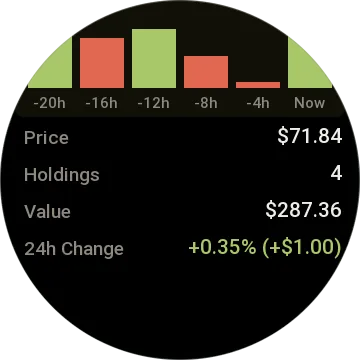 -20h -16h -12h -8h -4h Now
Price $71.84
Holdings 4
Value $287.36
24h Change +0.35% (+$1.00)